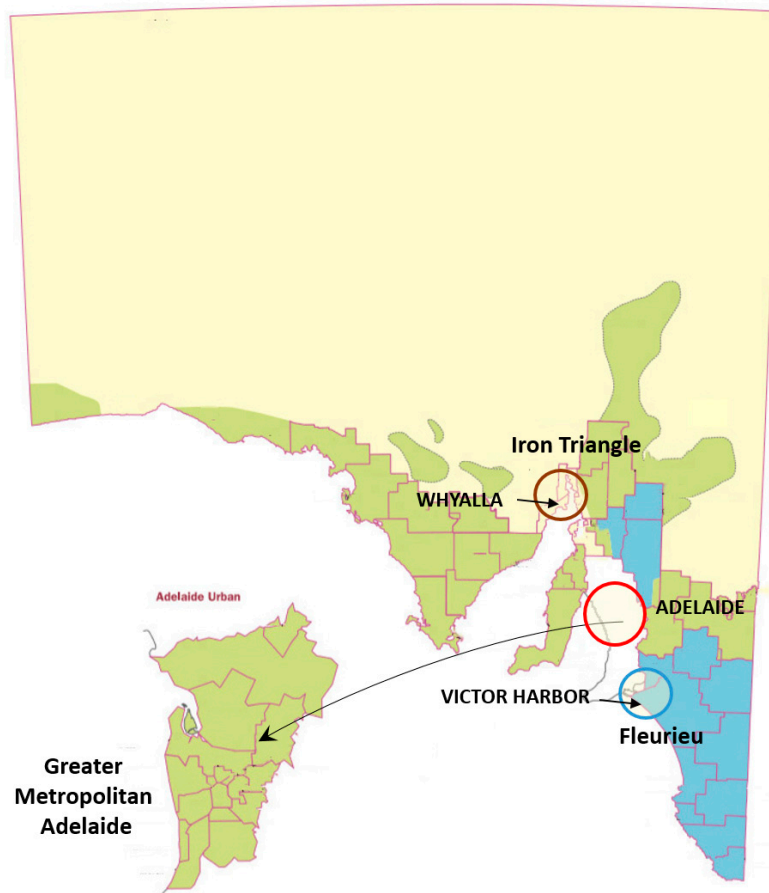 Iron Triangle
WHYALLA
Adelaide Urban
ADELAIDE
VICTOR HARBOR
Fleurieu
Greater
Metropolitan
Adelaide